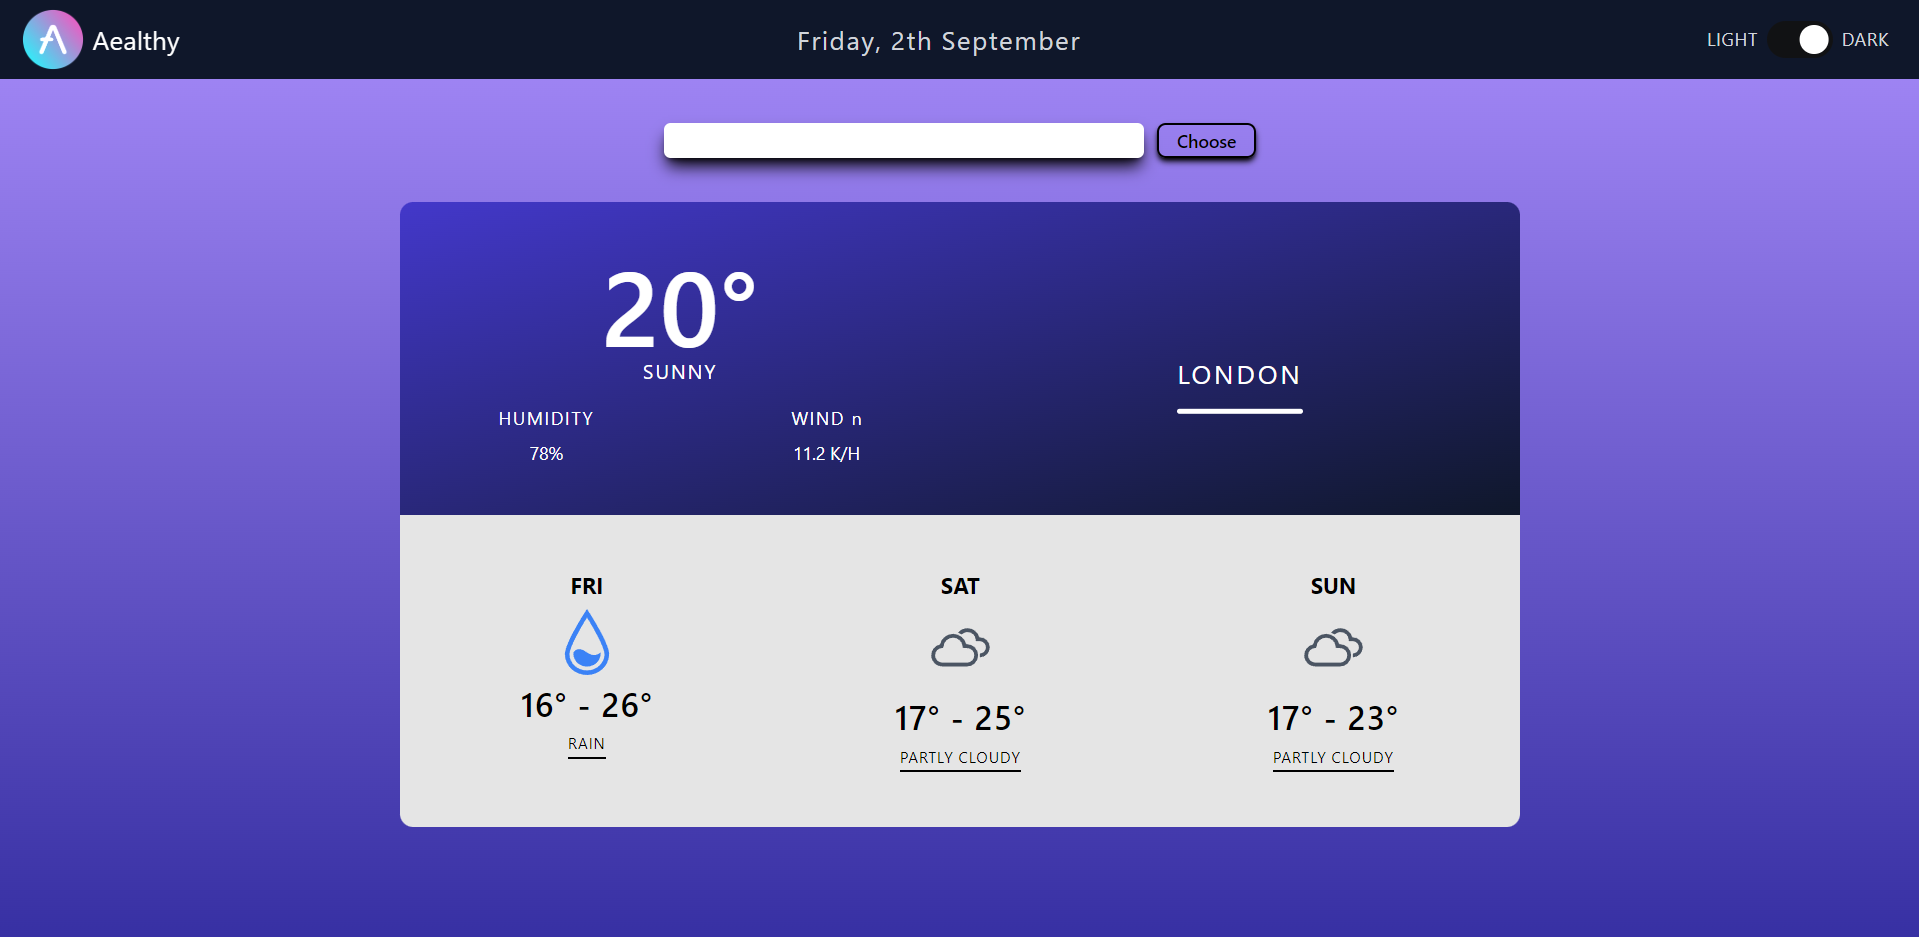 Aealthy
Friday, 2th September
LIGHT DARK
Choose
20°
SUNNY
HUMIDITY
78%
WIND n
11.2 K/H
LONDON
FRI
16° - 26°
RAIN
SAT
17° - 25°
PARTLY CLOUDY
SUN
17° - 23°
PARTLY CLOUDY